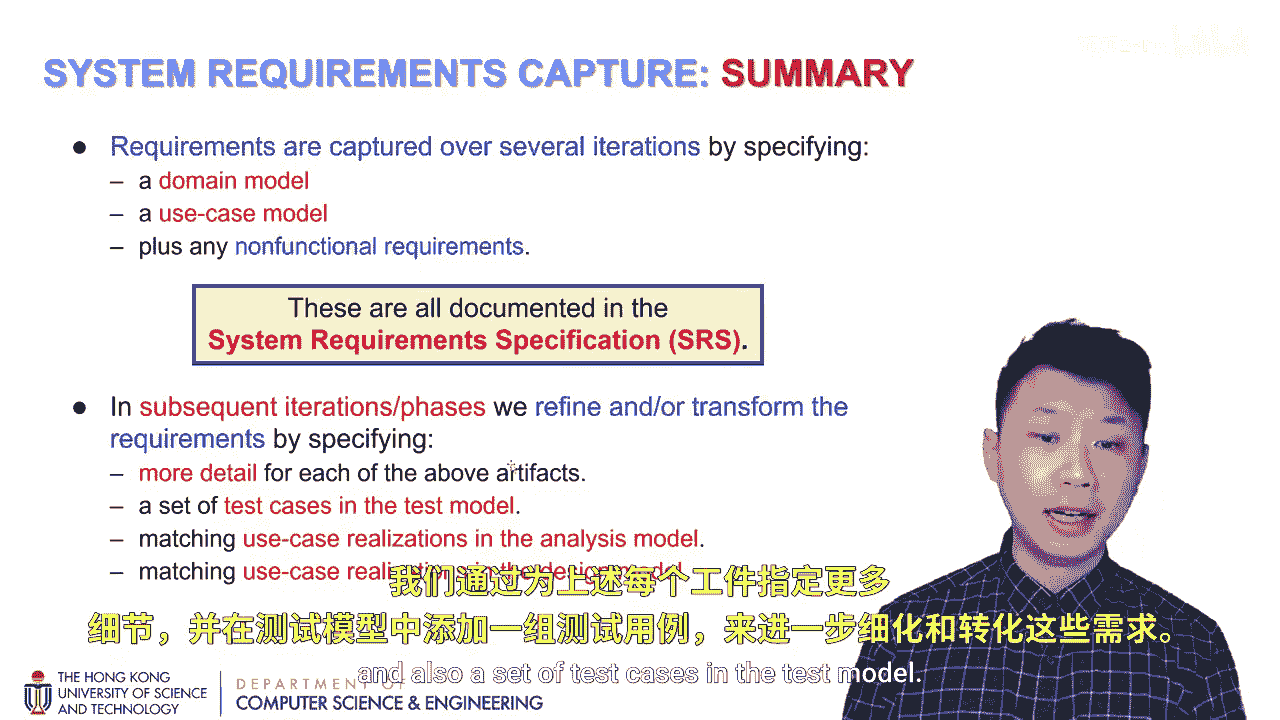 SYSTEM REQUIREMENTS CAPTURE: SUMMARY
● Requirements are captured over several iterations by specifying:
– a domain model
– a use-case model
– plus any nonfunctional requirements.
These are all documented in the
System Requirements Specification (SRS).
● In subsequent iterations/phases we refine and/or transform the
requirements by specifying:
– more detail for each of the above artifacts.
– a set of test cases in the test model.
– matching use-case realizations in the analysis model.
– matching use-case
我们通过为上述每个工件指定更多
细节，并在测试模型中添加一组测试用例，来进一步细化和转化这些需求。
and also a set of test cases in the test model.
THE HONG KONG
UNIVERSITY OF SCIENCE
AND TECHNOLOGY
DEPARTMENT OF
COMPUTER SCIENCE & ENGINEERING